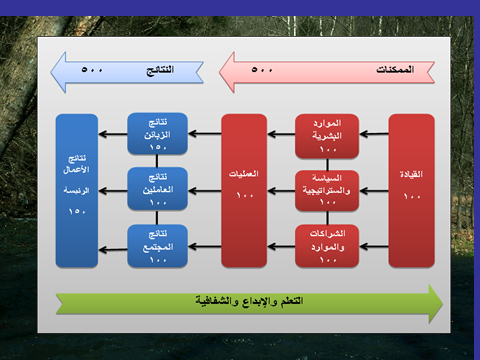 الممكنات ٥٠٠
النتائج ٥٠٠
القيادة
١٠٠
الموارد
البشرية
١٠٠
السياسة
والستراتيجية
١٠٠
الشراكات
والموارد
١٠٠
العمليات
١٠٠
نتائج
الزبائن
١٥٠
نتائج
العاملين
١٠٠
نتائج
المجتمع
١٠٠
نتائج
الأعمال
الرئيسة
١٥٠
التعلم والإبداع والشفافية